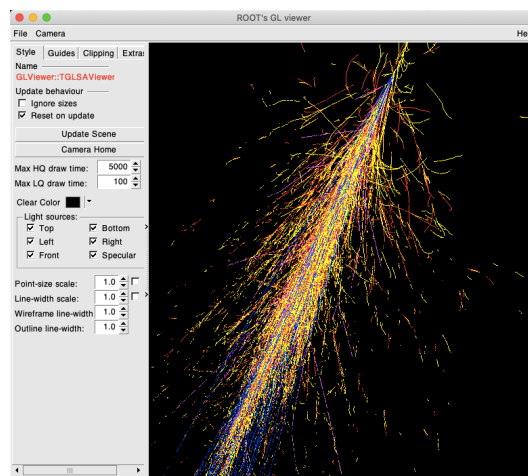 ROOT's GL viewer
File Camera He
Style Guides Clipping Extra
Name
GLViewer::TGLSAViewer
Update behaviour
Ignore sizes
Reset on update
Update Scene
Camera Home
Max HQ draw time: 5000
Max LQ draw time: 100
Clear Color
Light sources:
Top Bottom
Left Right
Front Specular
Point-size scale: 1.0
Line-width scale: 1.0
Wireframe line-width 1.0
Outline line-width: 1.0